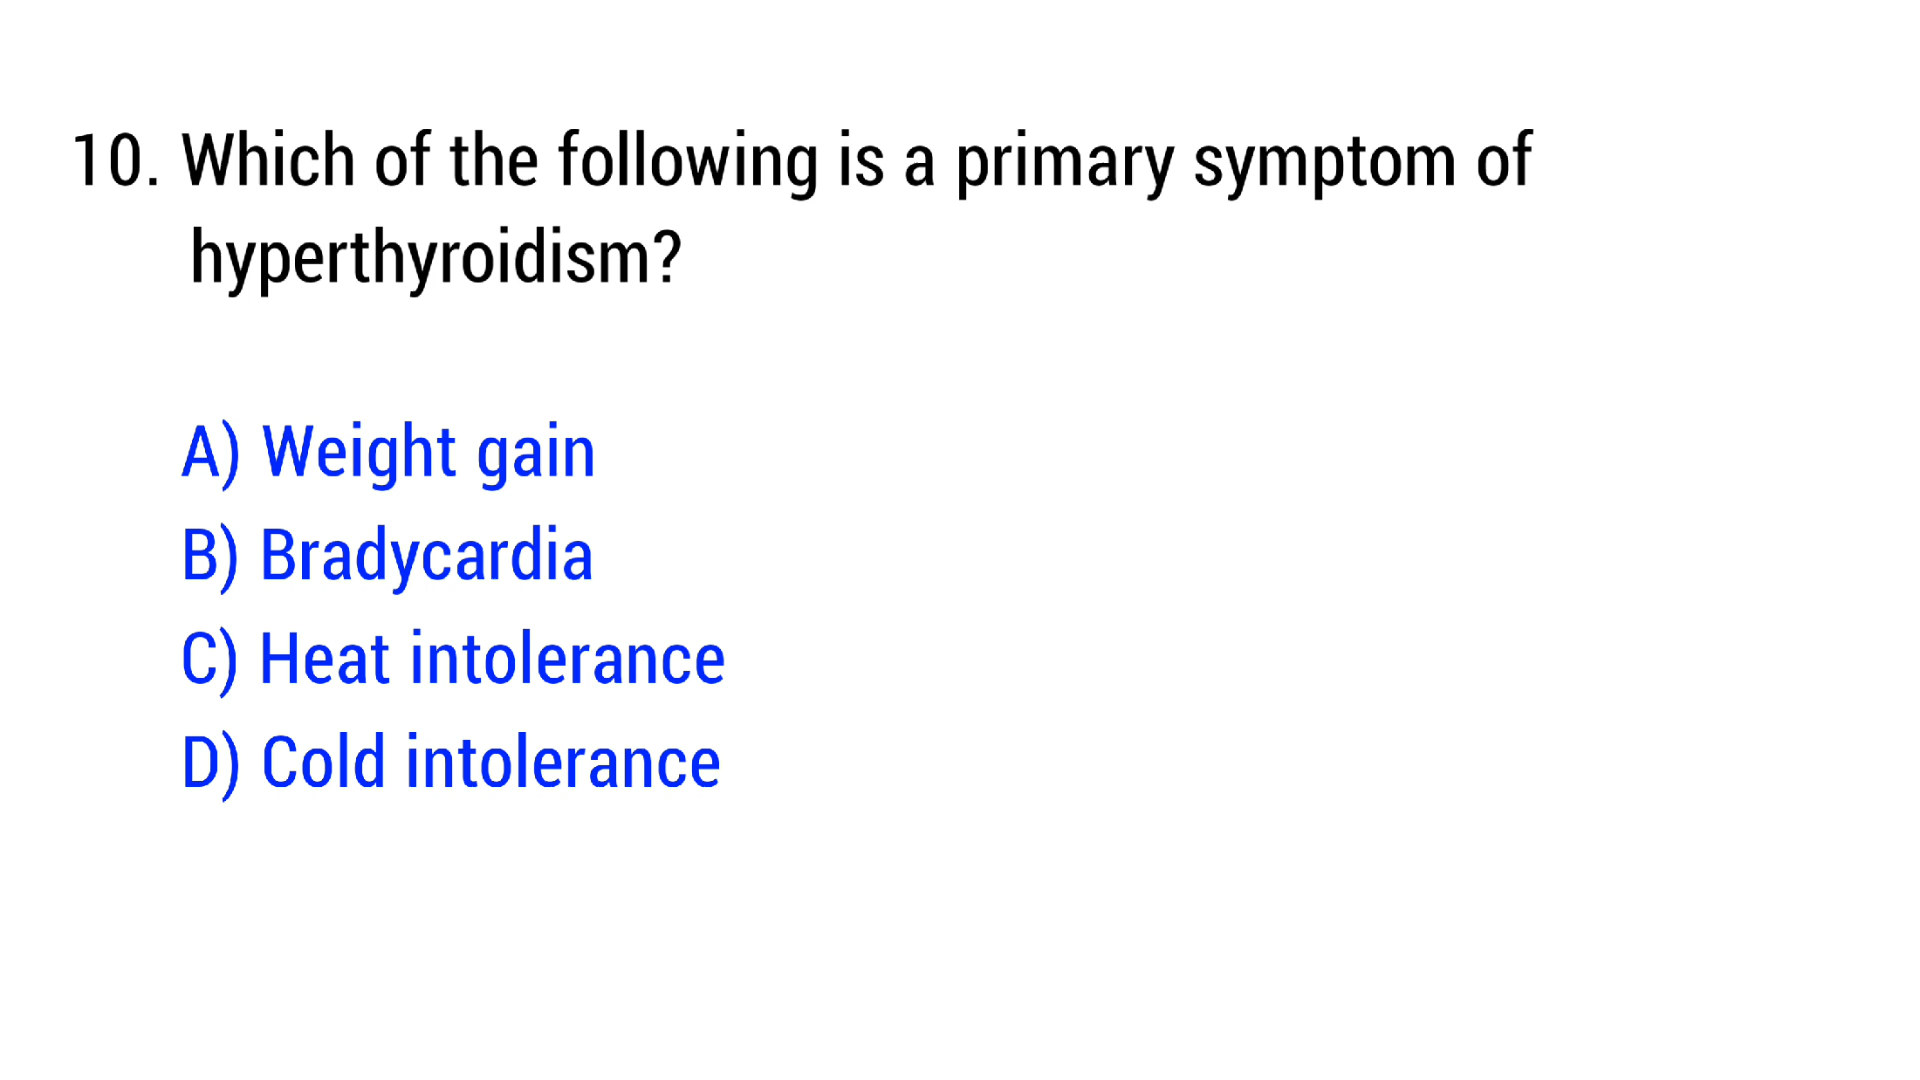 10. Which of the following is a primary symptom of
hyperthyroidism?
A) Weight gain
B) Bradycardia
C) Heat intolerance
D) Cold intolerance